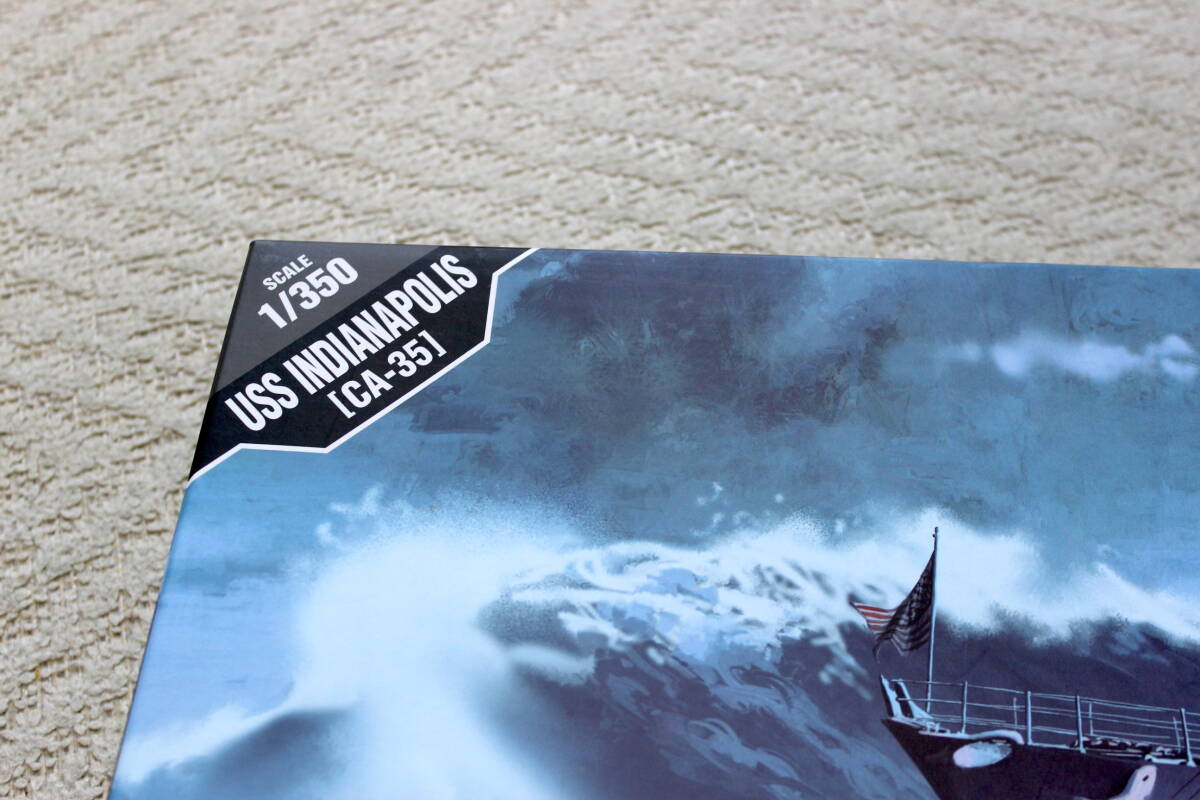 SCALE
1/350
USS INDIANAPOLIS
[CA-35]